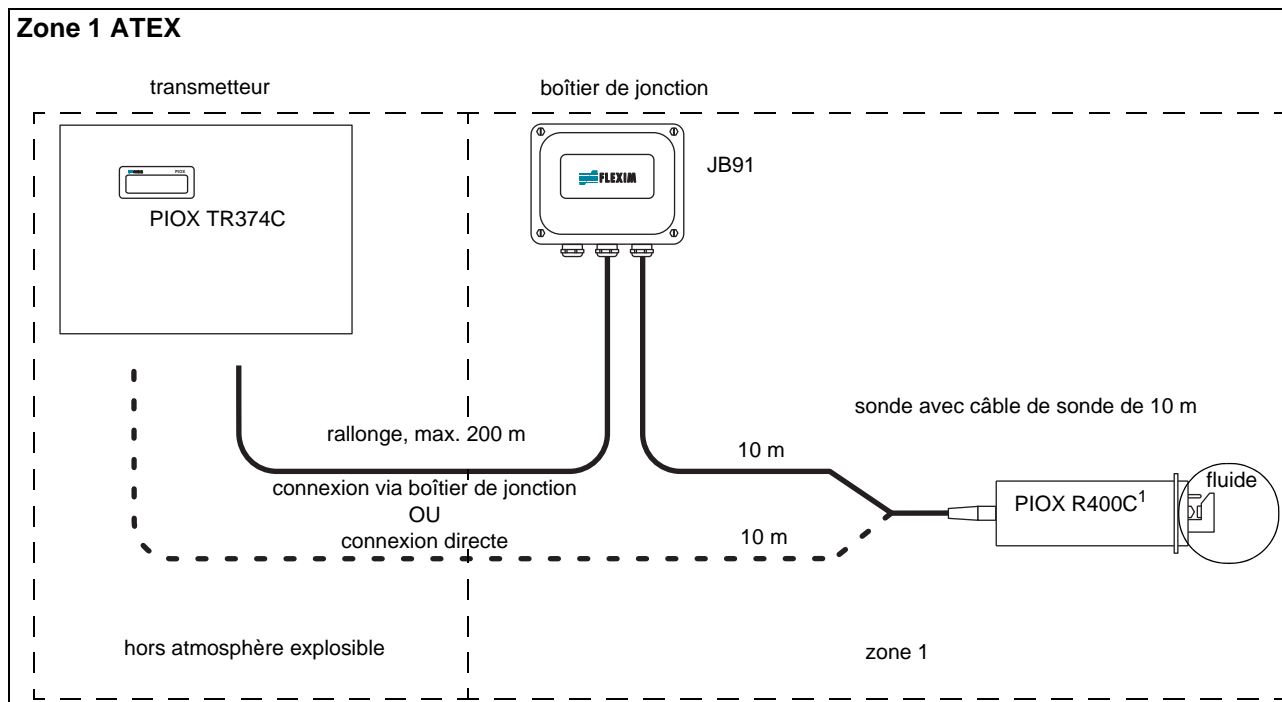 Zone 1 ATEX
transmetteur
boîtier de jonction
PIOX TR374C
FLEXIM
JB91
sonde avec câble de sonde de 10 m
rallonge, max. 200 m
10 m
connexion via boîtier de jonction
OU
connexion directe
10 m
PIOX R400C¹
fluide
hors atmosphère explosible
zone 1